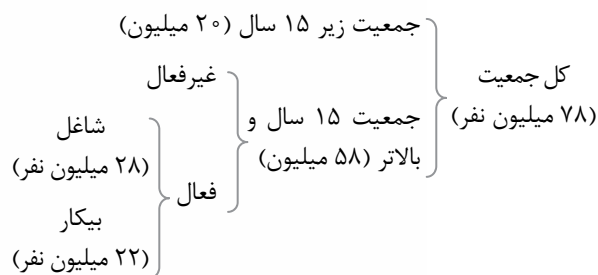 جمعیت زیر ۱۵ سال (۲۰ میلیون)
کل جمعیت
(۷۸ میلیون نفر)
غیرفعال
جمعیت ۱۵ سال و
بالاتر (۵۸ میلیون)
شاغل
(۲۸ میلیون نفر)
فعال
بیکار
(۲۲ میلیون نفر)